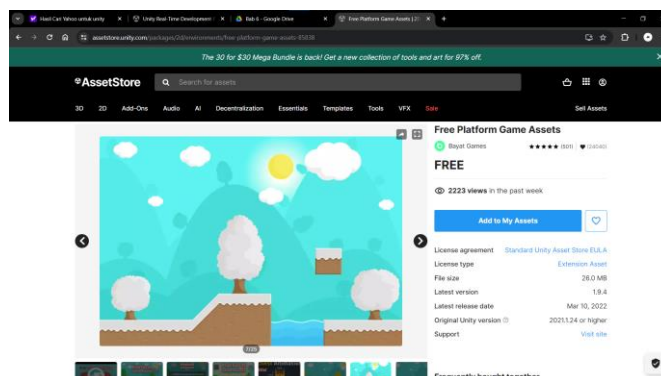 Hasil Cari Yahoo untuk unity
Unity Real-Time Development
Bab 6 - Google Drive
Free Platform Game Assets | 2D
assetstore.unity.com/packages/2d/environments/free-platform-game-assets-85838
The 30 for $30 Mega Bundle is back! Get a new collection of tools and art for 97% off.
AssetStore
Search for assets
3D 2D Add-Ons Audio AI Decentralization Essentials Templates Tools VFX Sale Sell Assets
Free Platform Game Assets
Bayat Games
FREE
2223 views in the past week
Add to My Assets
License agreement Standard Unity Asset Store EULA
License type Extension Asset
File size 26.0 MB
Latest version 1.9.4
Latest release date Mar 10, 2022
Original Unity version 2021.1.24 or higher
Support Visit site
Frequently bought together